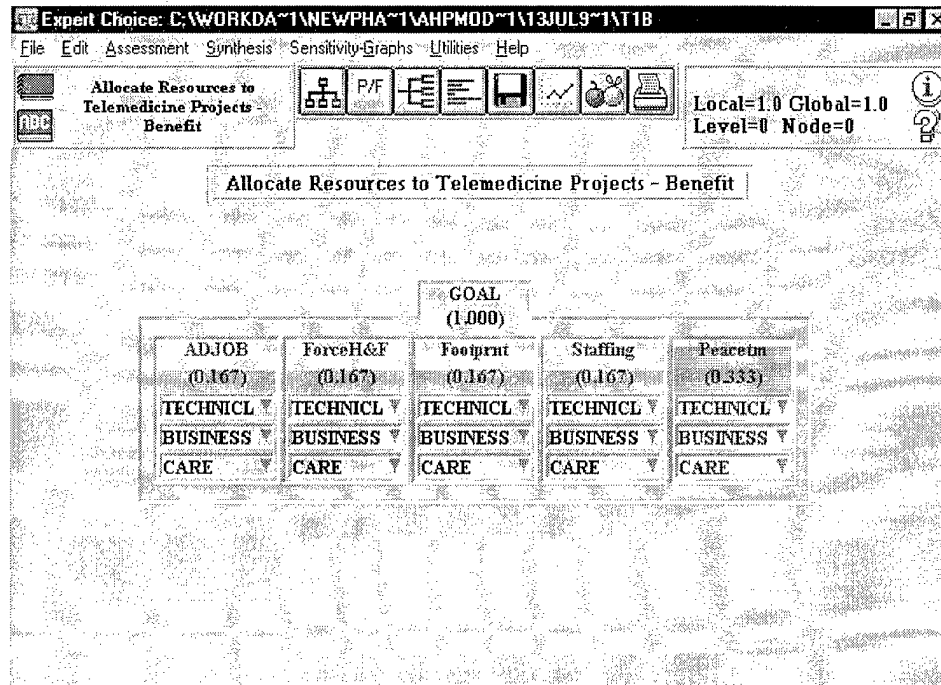 Expert Choice: C:\WORKDA~1\NEWPHA~1\AHPMOD~1\13JUL9~1\T1B
File Edit Assessment Synthesis Sensitivity-Graphs Utilities Help
Allocate Resources to
Telemedicine Projects -
Benefit
ABC
P/F
Local=1.0 Global=1.0
Level=0 Node=0
Allocate Resources to Telemedicine Projects - Benefit
GOAL
(1.000)
ADJOB ForceH&F Footprnt Staffing Peacetm
(0.167) (0.167) (0.167) (0.167) (0.333)
TECHNICL TECHNICL TECHNICL TECHNICL TECHNICL
BUSINESS BUSINESS BUSINESS BUSINESS BUSINESS
CARE CARE CARE CARE CARE